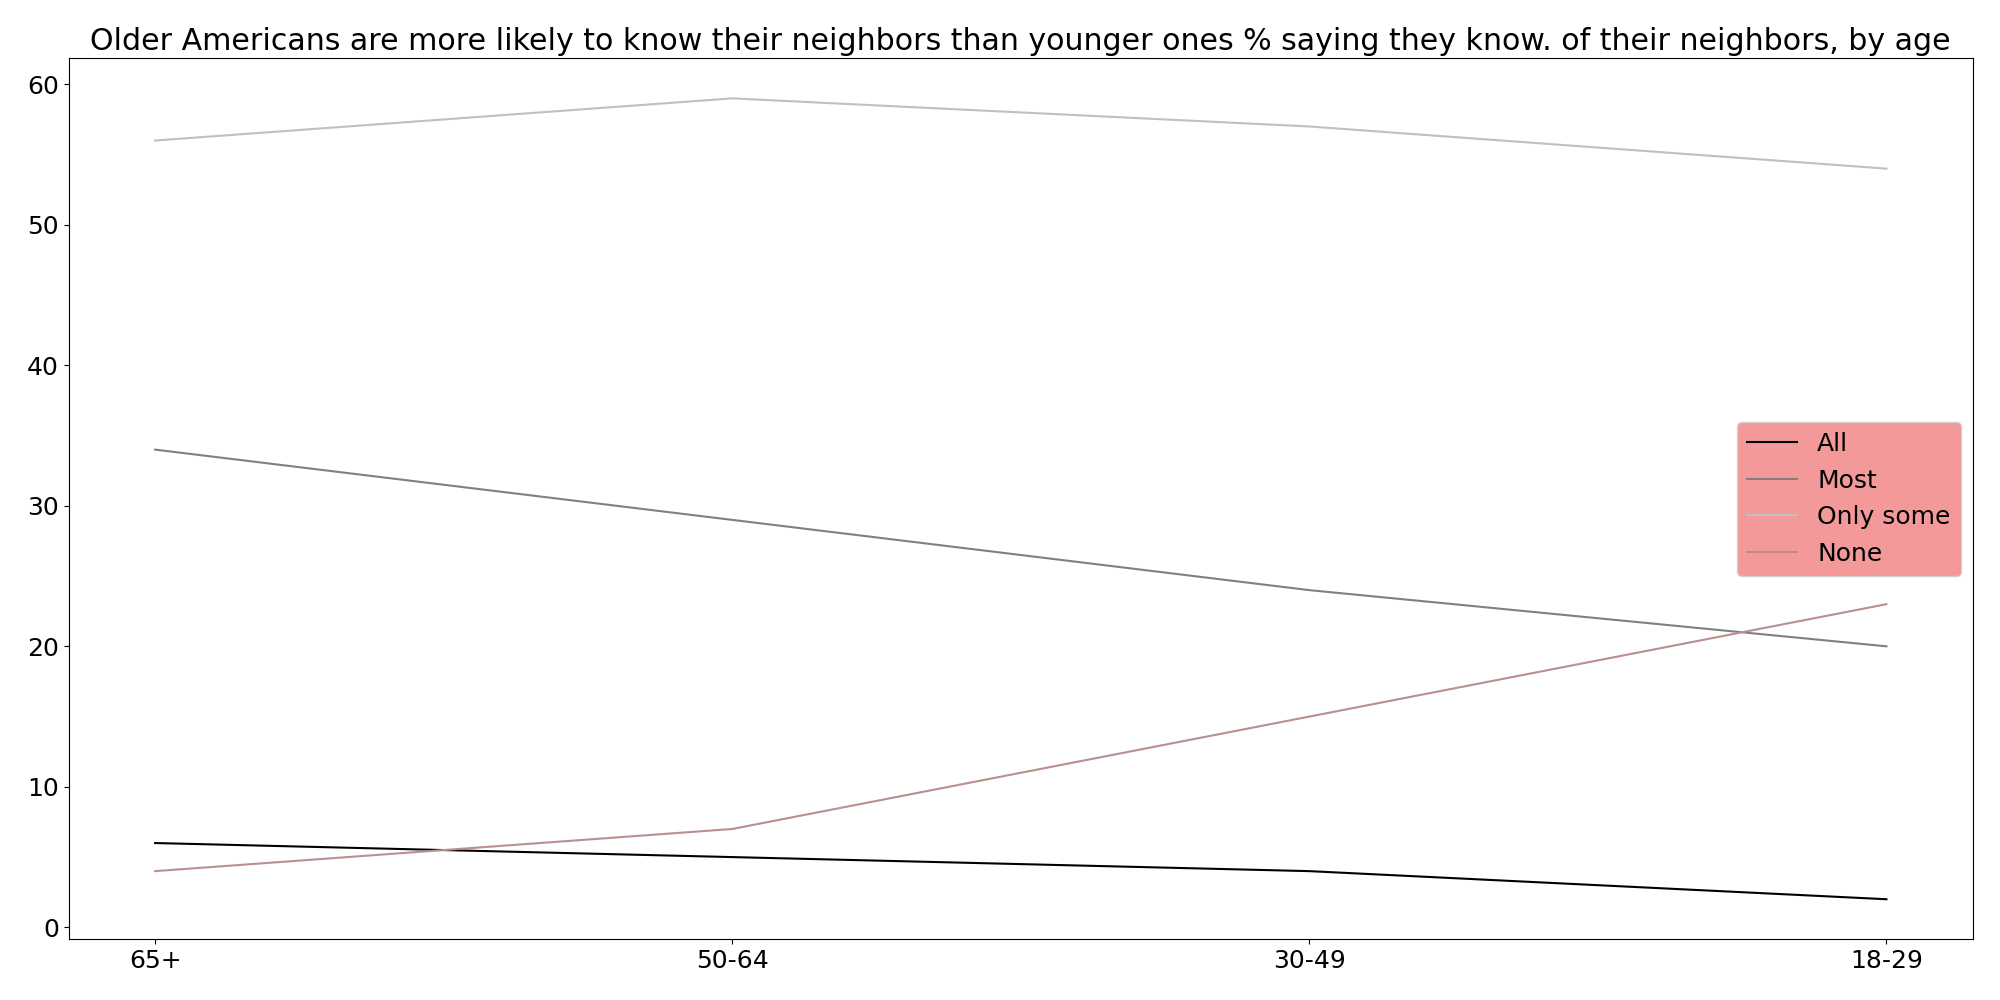 Older Americans are more likely to know their neighbors than younger ones % saying they know. of their neighbors, by age
60
50
40
30
20
10
0
All
Most
Only some
None
65+ 50-64 30-49 18-29